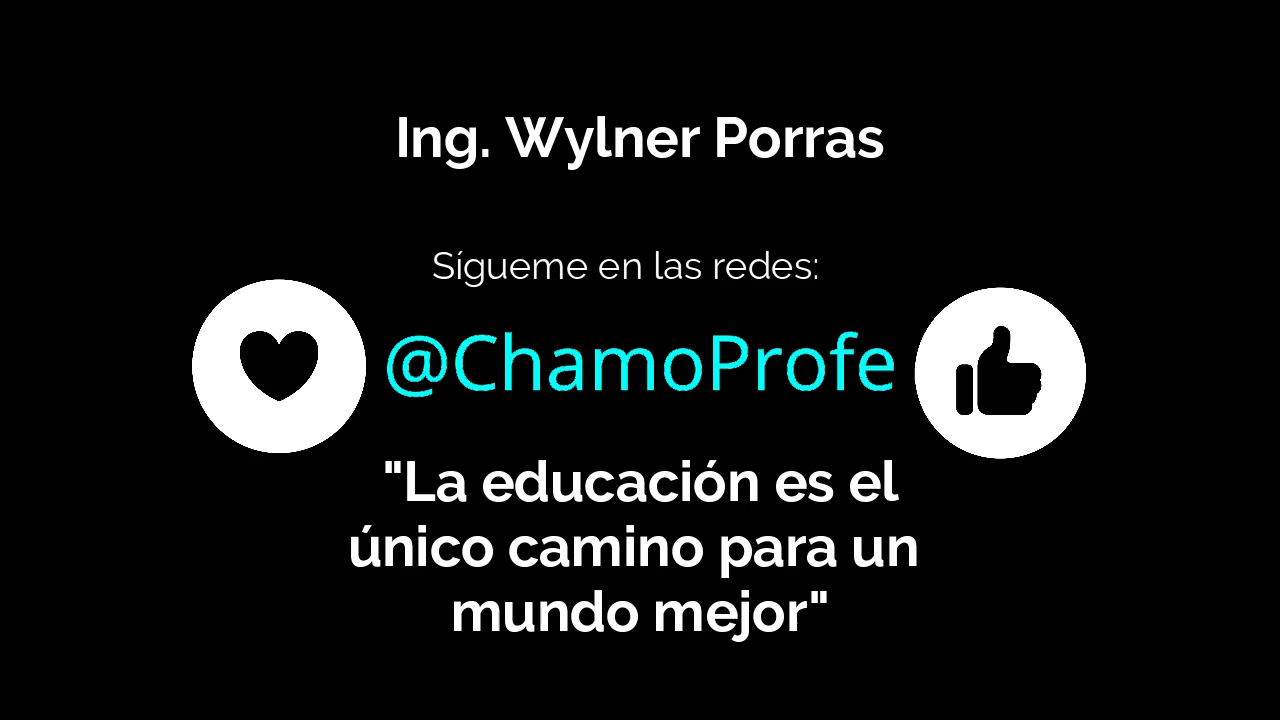 Ing. Wylner Porras
Sígueme en las redes:
@ChamoProfe
"La educación es el
único camino para un
mundo mejor"